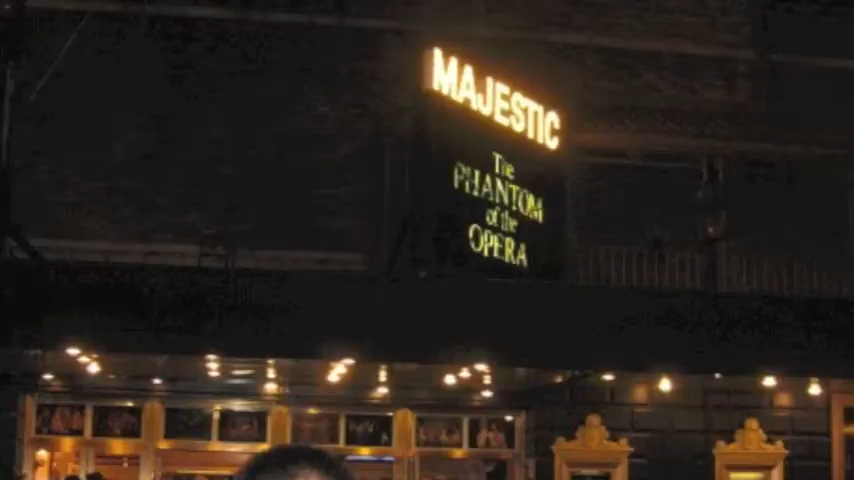 MAJESTIC
The
PHANTOM
of the
OPERA